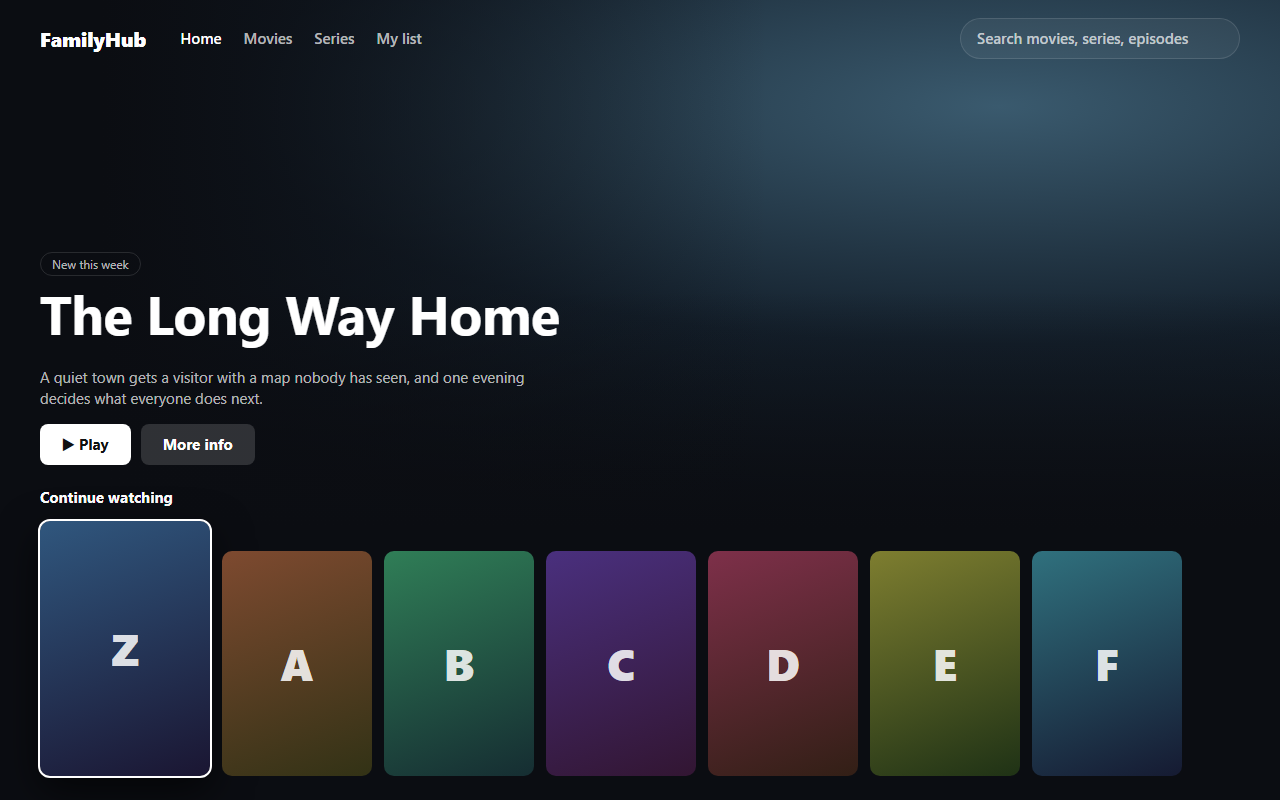 FamilyHub Home Movies Series My list Search movies, series, episodes
New this week
The Long Way Home
A quiet town gets a visitor with a map nobody has seen, and one evening
decides what everyone does next.
▶ Play More info
Continue watching
Z A B C D E F